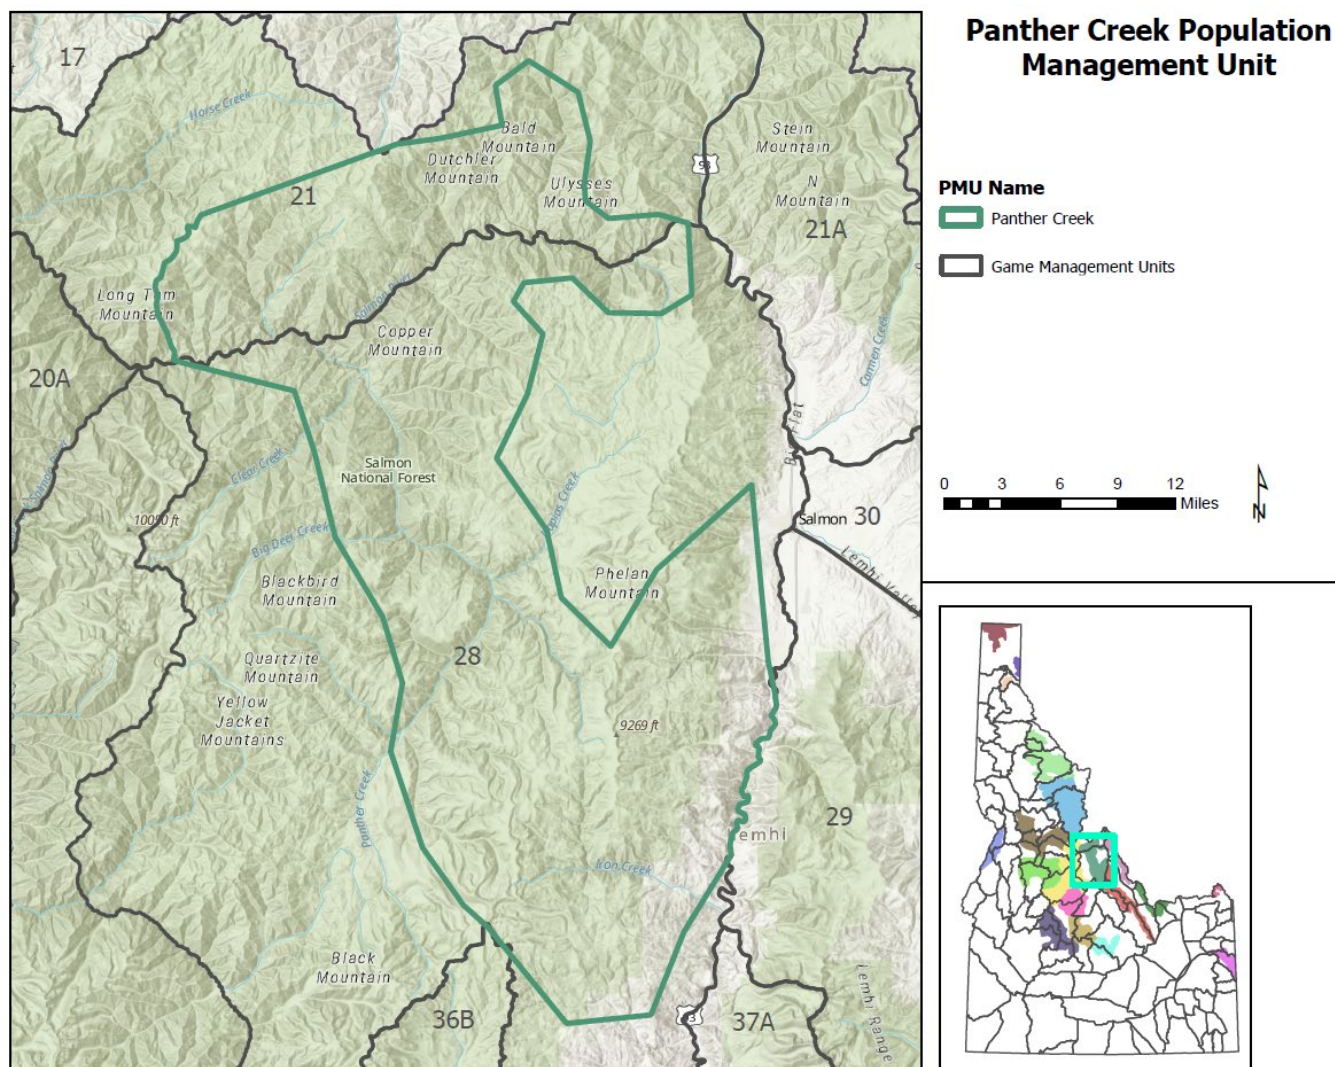 Panther Creek Population
Management Unit
PMU Name
Panther Creek
Game Management Units
0 3 6 9 12
Miles
N
17
Horse Creek
Bald
Mountain
Dutchler
Mountain
Stein
Mountain
93
21
Ulysses
Mountain
N
Mountain
21A
Long Tom
Mountain
Salmon River
Copper
Mountain
20A
Carmen Creek
Flat
Clear Creek
Salmon
National Forest
10050 ft
Salmon
30
Big Deer Creek
Lemhi
Blackbird
Mountain
Phelan
Mountain
Creek
28
Quartzite
Mountain
Yellow
Jacket
Mountains
9269 ft
Panther Creek
29
emhi
Iron Creek
Black
Mountain
36B
37A
Lemhi Range